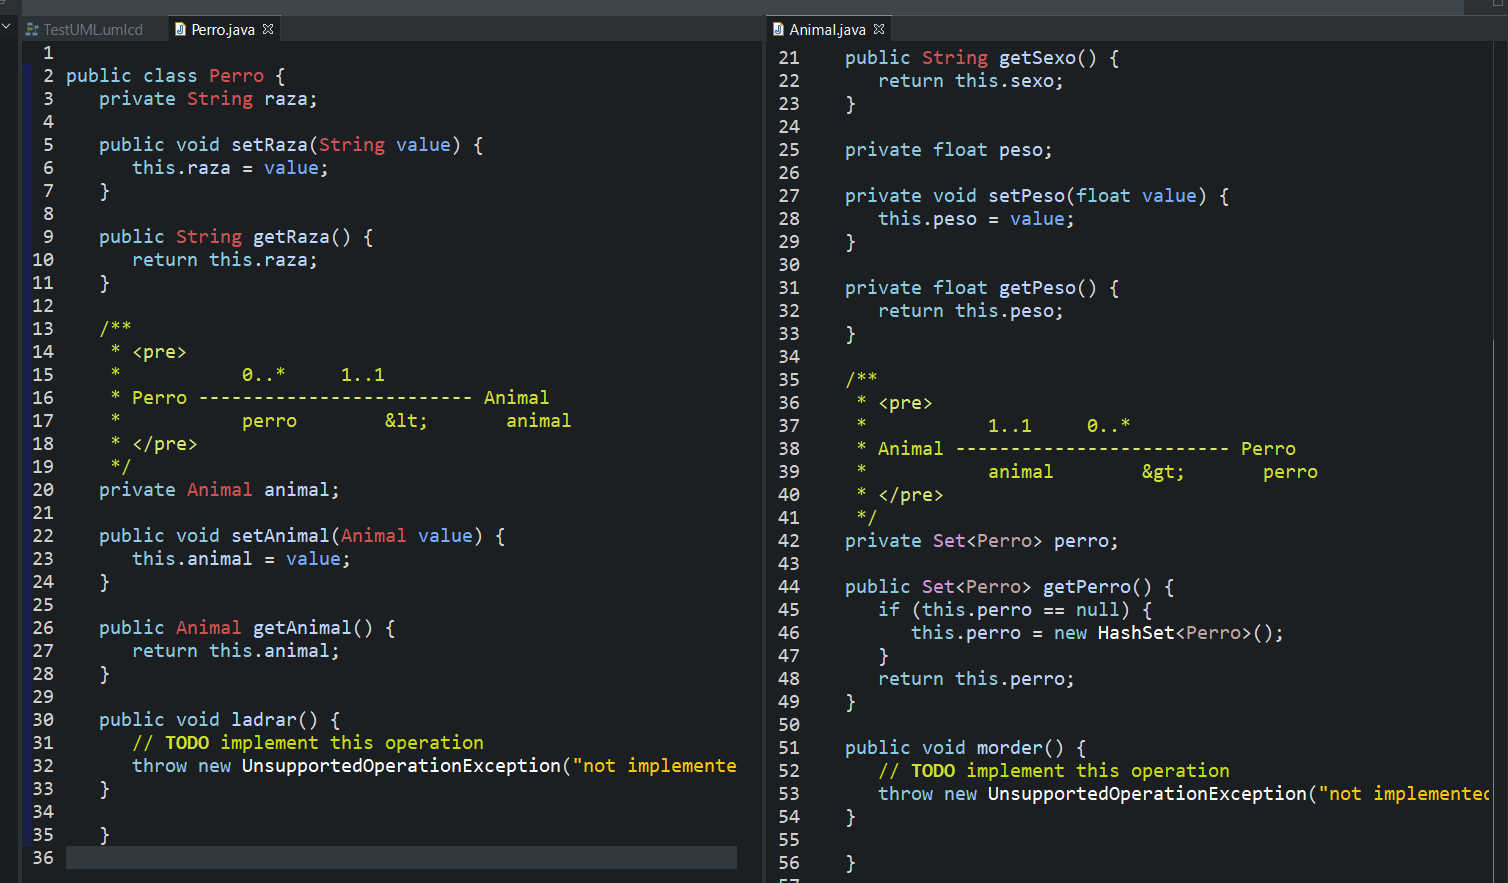 TestUML.umlcd
Perro.java
1
2 public class Perro {
3 private String raza;
4
5 public void setRaza(String value) {
6 this.raza = value;
7 }
8
9 public String getRaza() {
10 return this.raza;
11 }
12
13 /**
14 * <pre>
15 * 0..* 1..1
16 * Perro ------------------------- Animal
17 * perro &lt; animal
18 * </pre>
19 */
20 private Animal animal;
21
22 public void setAnimal(Animal value) {
23 this.animal = value;
24 }
25
26 public Animal getAnimal() {
27 return this.animal;
28 }
29
30 public void ladrar() {
31 // TODO implement this operation
32 throw new UnsupportedOperationException("not implemente
33 }
34
35 }
36
Animal.java
21 public String getSexo() {
22 return this.sexo;
23 }
24
25 private float peso;
26
27 private void setPeso(float value) {
28 this.peso = value;
29 }
30
31 private float getPeso() {
32 return this.peso;
33 }
34
35 /**
36 * <pre>
37 * 1..1 0..*
38 * Animal ------------------------- Perro
39 * animal &gt; perro
40 * </pre>
41 */
42 private Set<Perro> perro;
43
44 public Set<Perro> getPerro() {
45 if (this.perro == null) {
46 this.perro = new HashSet<Perro>();
47 }
48 return this.perro;
49 }
50
51 public void morder() {
52 // TODO implement this operation
53 throw new UnsupportedOperationException("not implemented
54 }
55
56 }
57